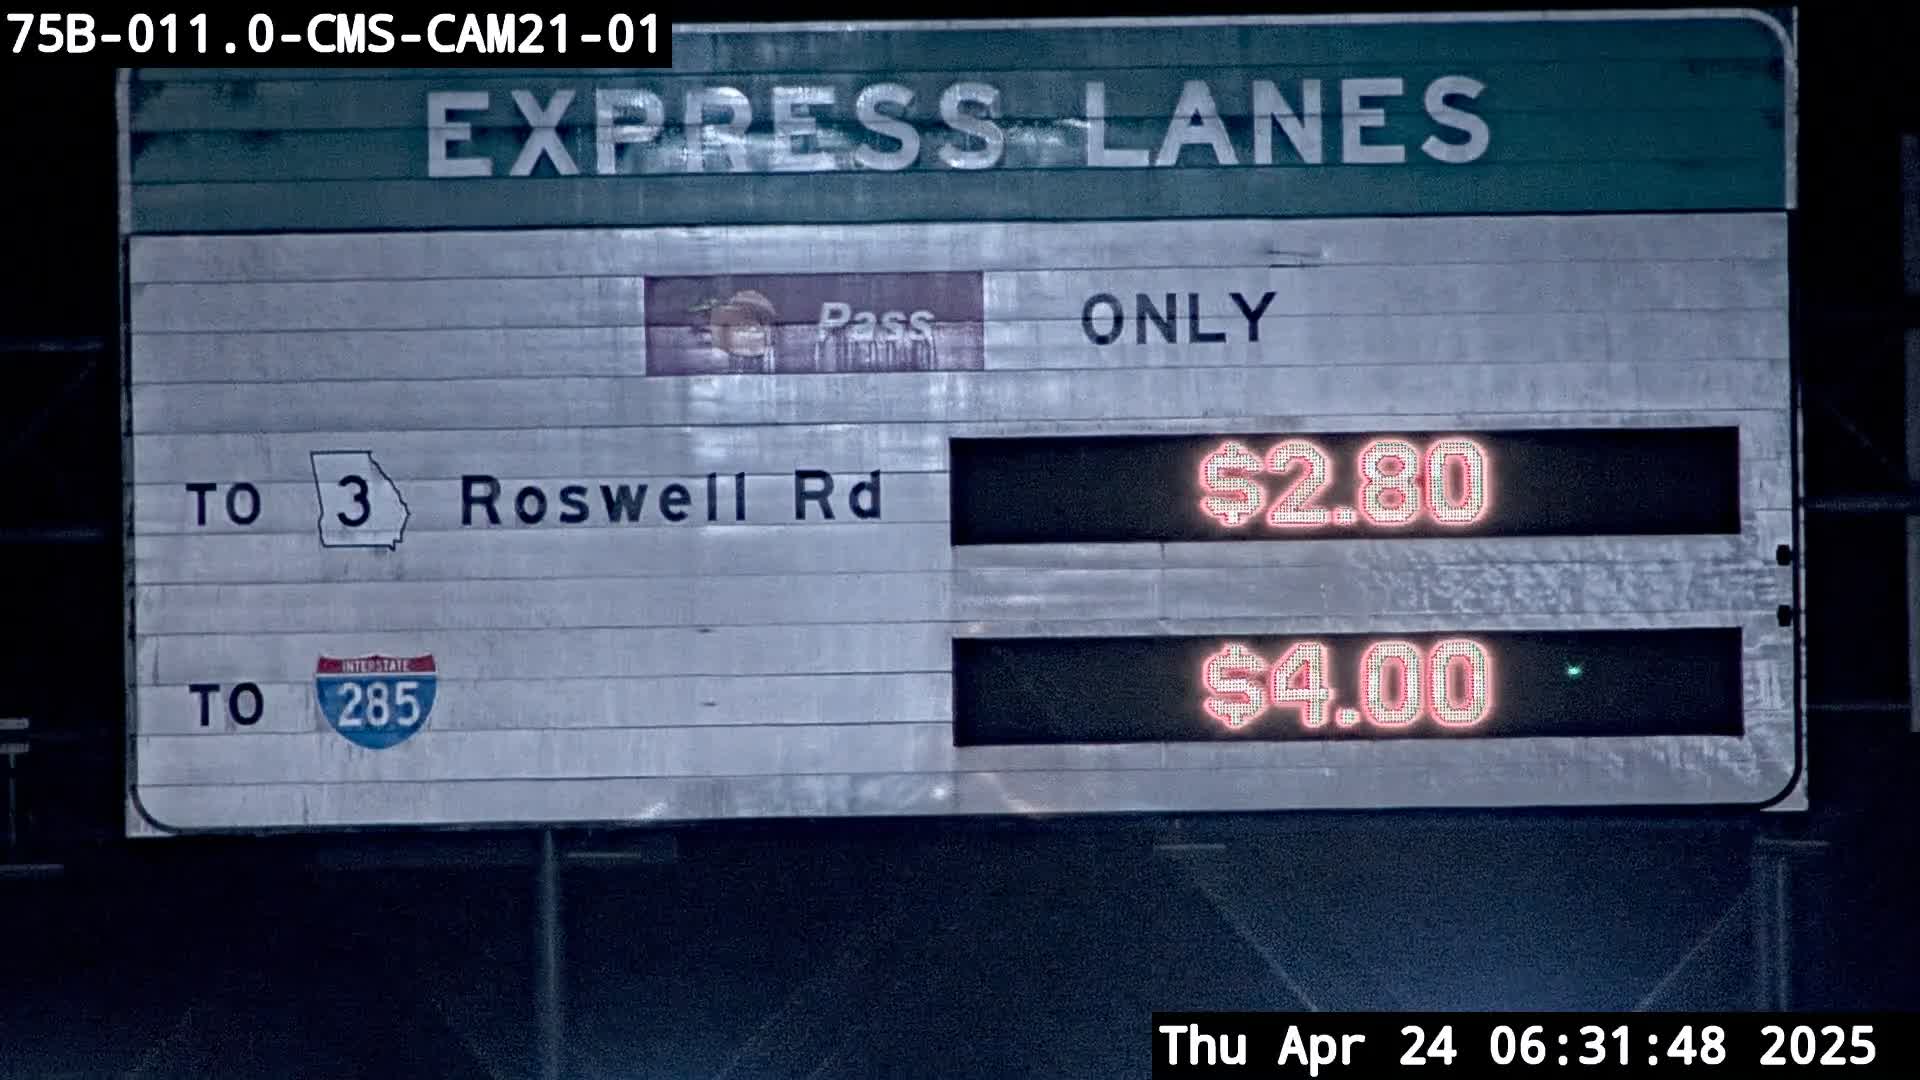 75B-011.0-CMS-CAM21-01
EXPRESS LANES
Pass ONLY
TO 3 Roswell Rd $2.80
INTERSTATE
TO 285 $4.00
Thu Apr 24 06:31:48 2025